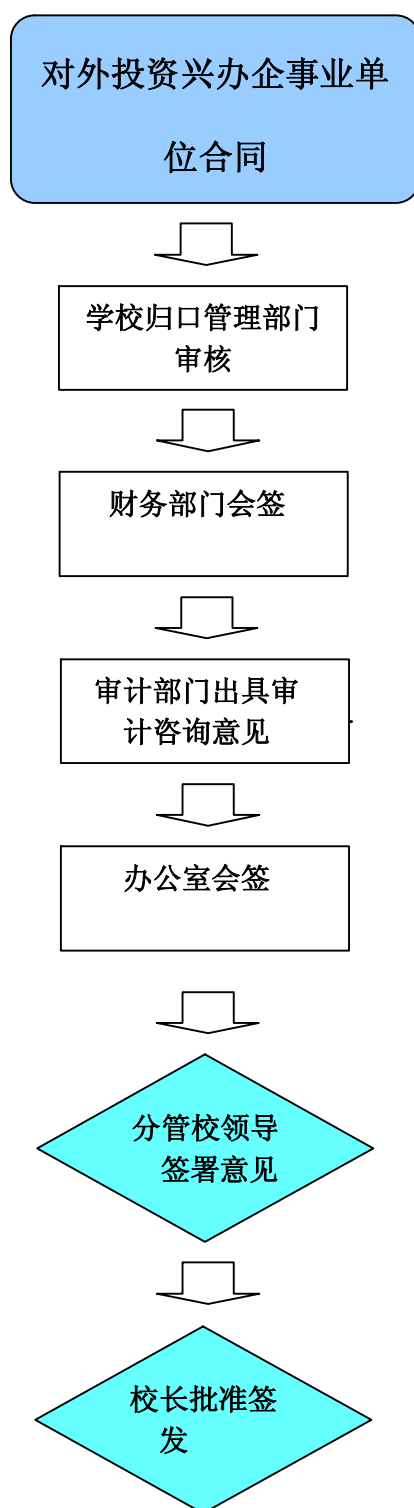 对外投资兴办企事业单
位合同
学校归口管理部门
审核
财务部门会签
审计部门出具审
计咨询意见
办公室会签
分管校领导
签署意见
校长批准签
发